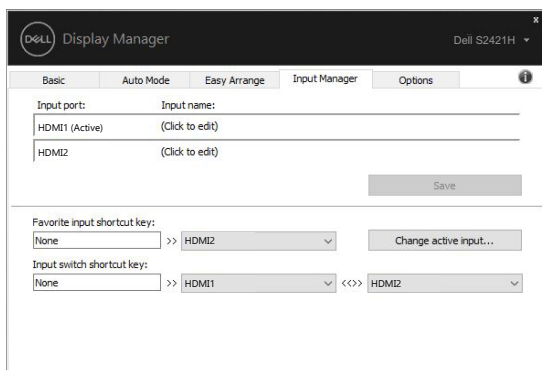 x
DELL Display Manager Dell S2421H
Basic Auto Mode Easy Arrange Input Manager Options i
Input port: Input name:
HDMI1 (Active) (Click to edit)
HDMI2 (Click to edit)
Save
Favorite input shortcut key:
None >> HDMI2 Change active input...
Input switch shortcut key:
None >> HDMI1 <<>> HDMI2